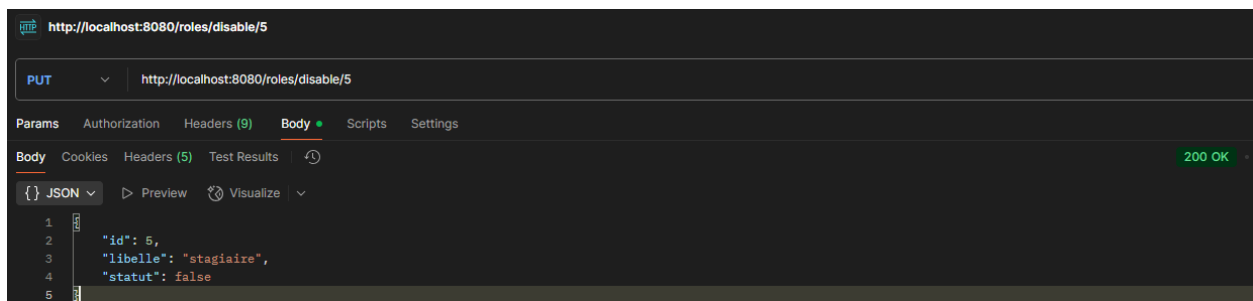 HTTP http://localhost:8080/roles/disable/5
PUT http://localhost:8080/roles/disable/5
Params Authorization Headers (9) Body Scripts Settings
Body Cookies Headers (5) Test Results 200 OK
{} JSON Preview Visualize
1 {
2 "id": 5,
3 "libelle": "stagiaire",
4 "statut": false
5 }